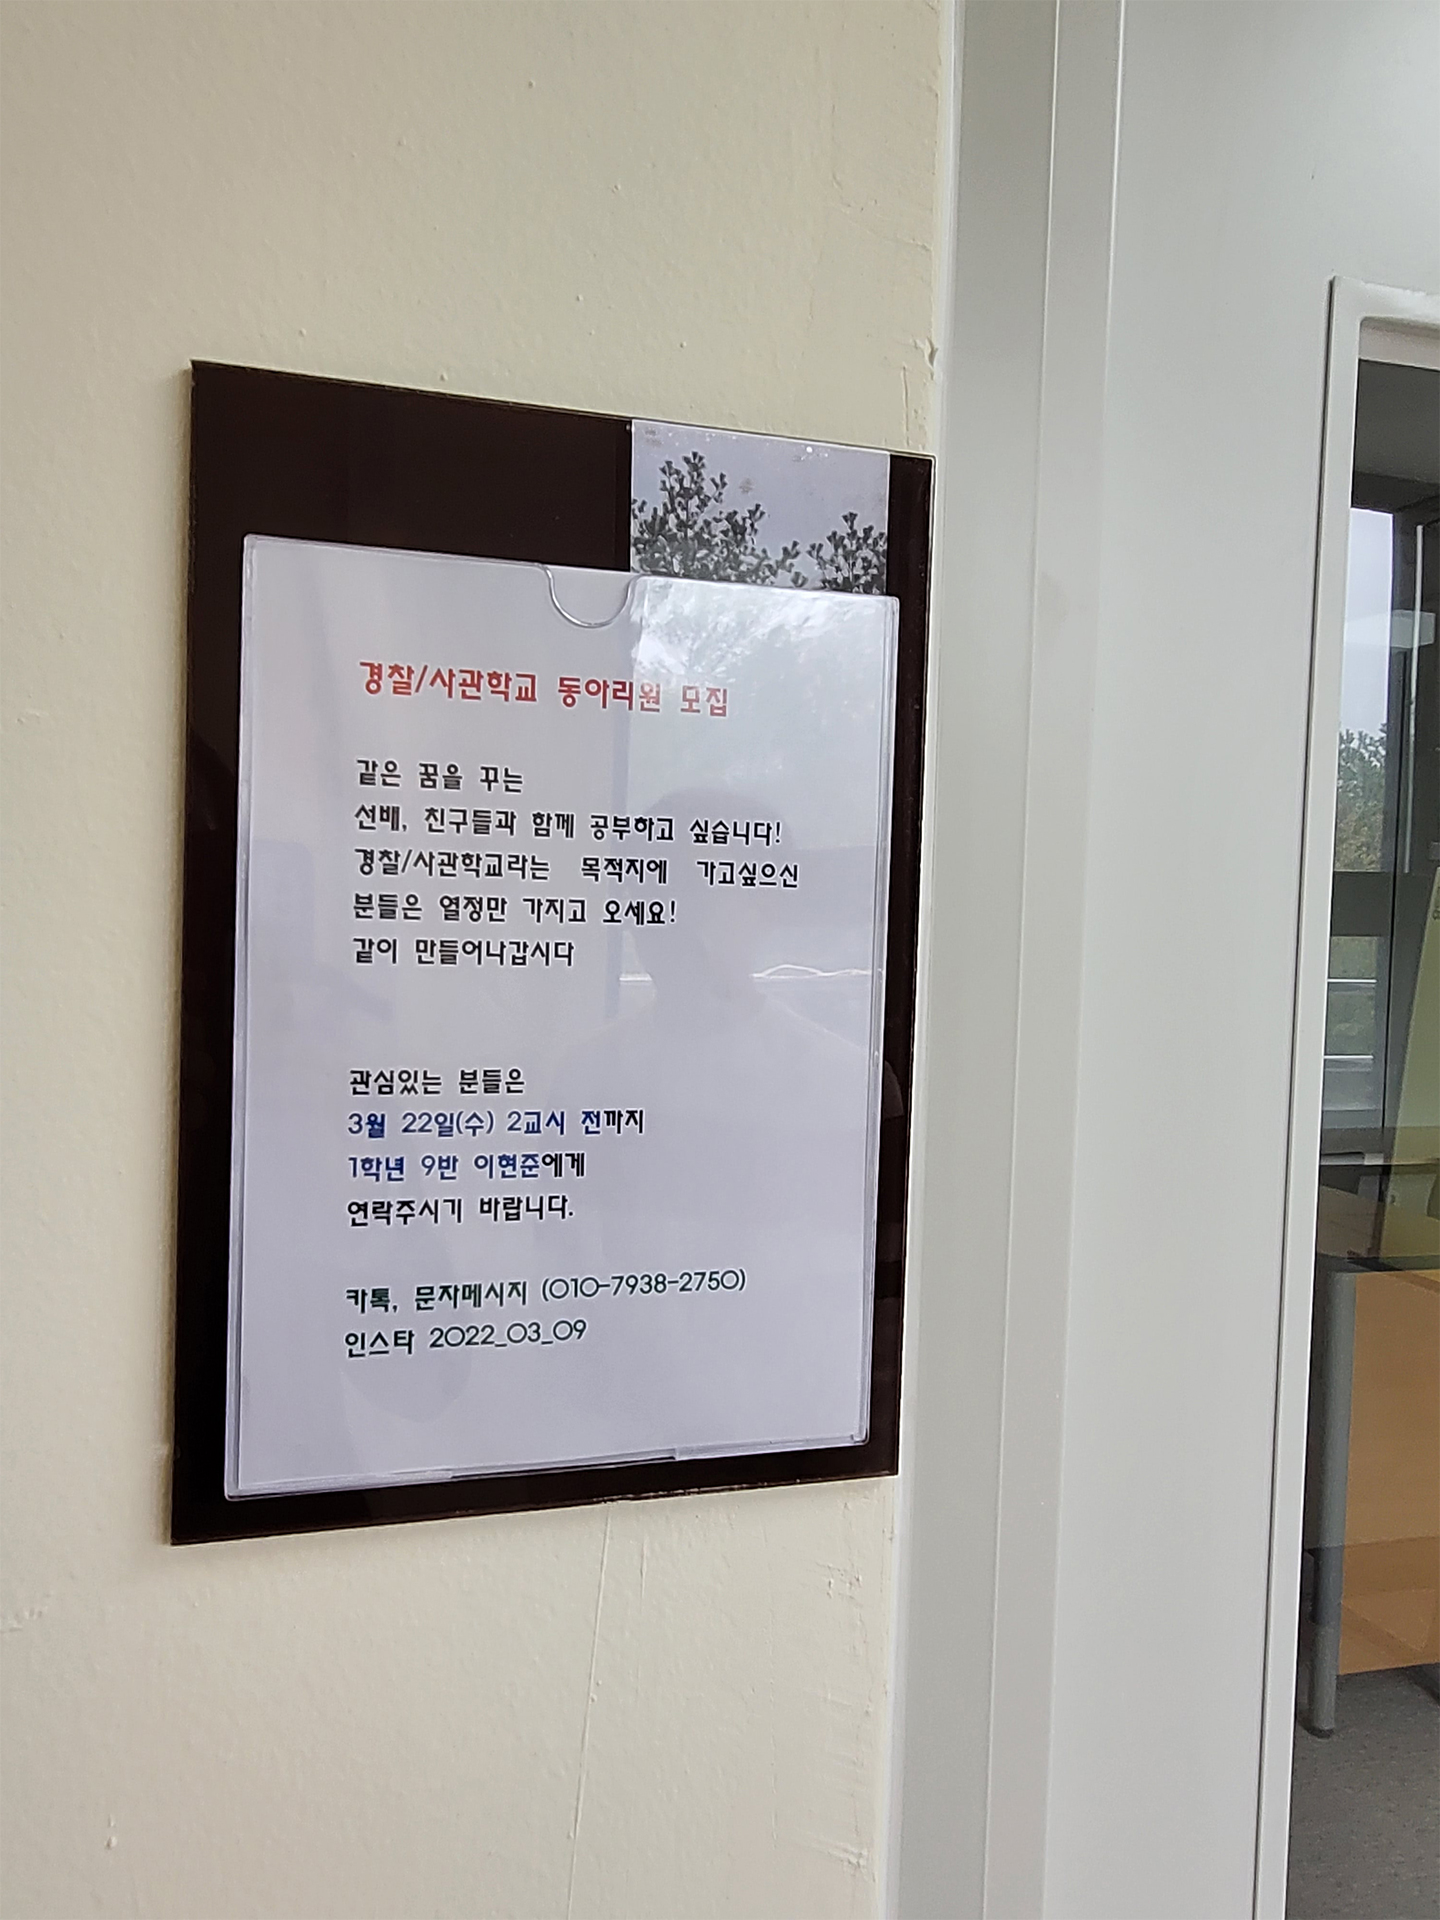 경찰/사관학교 동아리원 모집
같은 꿈을 꾸는
선배, 친구들과 함께 공부하고 싶습니다!
경찰/사관학교라는 목적지에 가고싶으신
분들은 열정만 가지고 오세요!
같이 만들어나갑시다
관심있는 분들은
3월 22일(수) 2교시 전까지
1학년 9반 이현준에게
연락주시기 바랍니다.
카톡, 문자메시지 (010-7938-2750)
인스타 2022_03_09